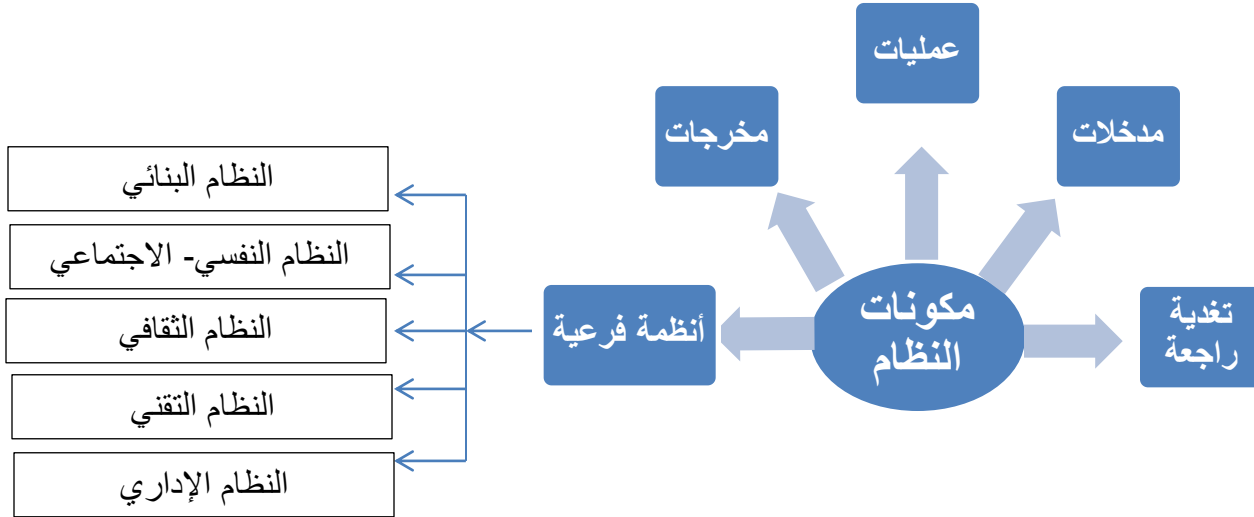 عمليات
مدخلات
مخرجات
تغدية
راجعة
مكونات
النظام
أنظمة فرعية
النظام البنائي
النظام النفسي- الاجتماعي
النظام الثقافي
النظام التقني
النظام الإداري